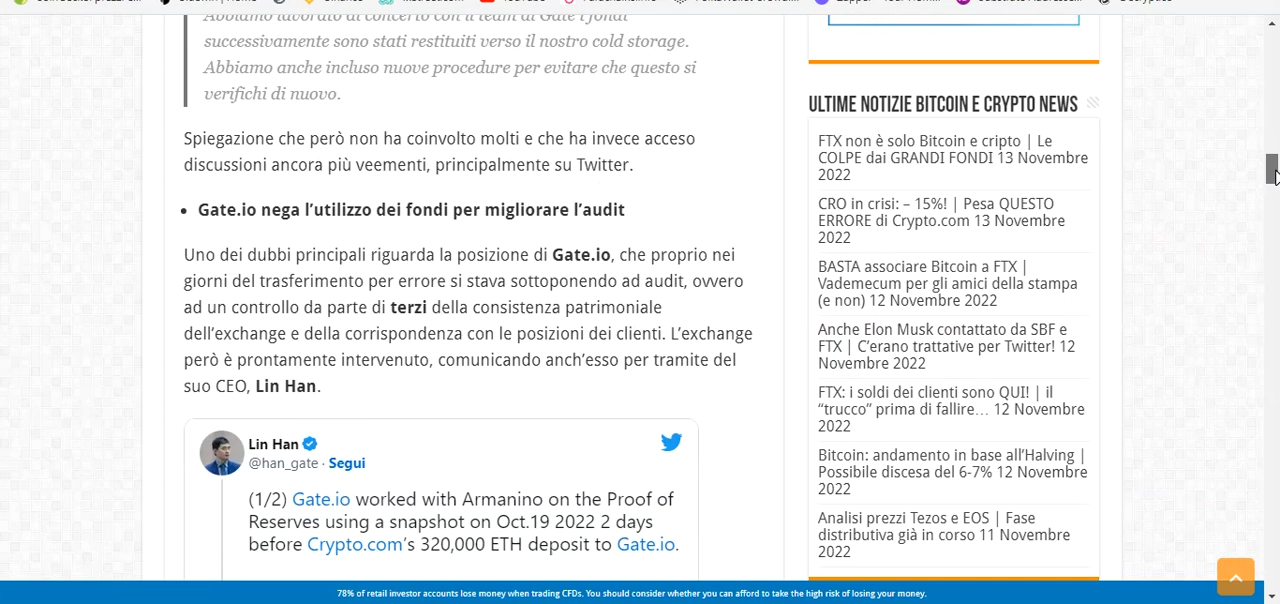 successivamente sono stati restituiti verso il nostro cold storage.
Abbiamo anche incluso nuove procedure per evitare che questo si
verifichi di nuovo.
Spiegazione che però non ha coinvolto molti e che ha invece acceso
discussioni ancora più veementi, principalmente su Twitter.
• Gate.io nega l’utilizzo dei fondi per migliorare l’audit
Uno dei dubbi principali riguarda la posizione di Gate.io, che proprio nei
giorni del trasferimento per errore si stava sottoponendo ad audit, ovvero
ad un controllo da parte di terzi della consistenza patrimoniale
dell’exchange e della corrispondenza con le posizioni dei clienti. L’exchange
però è prontamente intervenuto, comunicando anch’esso per tramite del
suo CEO, Lin Han.
Lin Han
@han_gate · Segui
(1/2) Gate.io worked with Armanino on the Proof of
Reserves using a snapshot on Oct.19 2022 2 days
before Crypto.com’s 320,000 ETH deposit to Gate.io.
ULTIME NOTIZIE BITCOIN E CRYPTO NEWS
FTX non è solo Bitcoin e cripto | Le
COLPE dai GRANDI FONDI 13 Novembre
2022
CRO in crisi: – 15%! | Pesa QUESTO
ERRORE di Crypto.com 13 Novembre
2022
BASTA associare Bitcoin a FTX |
Vademecum per gli amici della stampa
(e non) 12 Novembre 2022
Anche Elon Musk contattato da SBF e
FTX | C’erano trattative per Twitter! 12
Novembre 2022
FTX: i soldi dei clienti sono QUI! | il
“trucco” prima di fallire… 12 Novembre
2022
Bitcoin: andamento in base all’Halving |
Possibile discesa del 6-7% 12 Novembre
2022
Analisi prezzi Tezos e EOS | Fase
distributiva già in corso 11 Novembre
2022
78% of retail investor accounts lose money when trading CFDs. You should consider whether you can afford to take the high risk of losing your money.